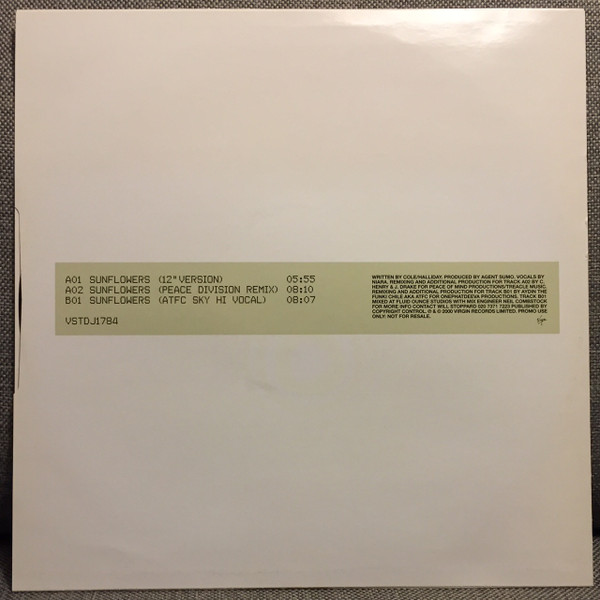 A01 SUNFLOWERS (12"VERSION) 05:55
A02 SUNFLOWERS (PEACE DIVISION REMIX) 08:10
B01 SUNFLOWERS (ATFC SKY HI VOCAL) 08:07
VSTDJ1784
WRITTEN BY COLE/HALLIDAY. PRODUCED BY AGENT SUMO. VOCALS BY
NIARA. REMIXING AND ADDITIONAL PRODUCTION FOR TRACK A02 BY C.
HENRY & J. DRAKE FOR PEACE OF MIND PRODUCTIONS/TREACLE MUSIC.
REMIXING AND ADDITIONAL PRODUCTION FOR TRACK B01 BY AYDIN THE
FUNKI CHILE AKA ATFC FOR ONEPHATDEEVA PRODUCTIONS. TRACK B01
MIXED AT FLUID OUNCE STUDIOS WITH MIX ENGINEER NEIL COMBSTOCK
FOR MORE INFO CONTACT WILL STOPPARD 020 7371 7223 PUBLISHED BY
COPYRIGHT CONTROL. ℗ & © 2000 VIRGIN RECORDS LIMITED. PROMO USE
ONLY: NOT FOR RESALE.
Virgin